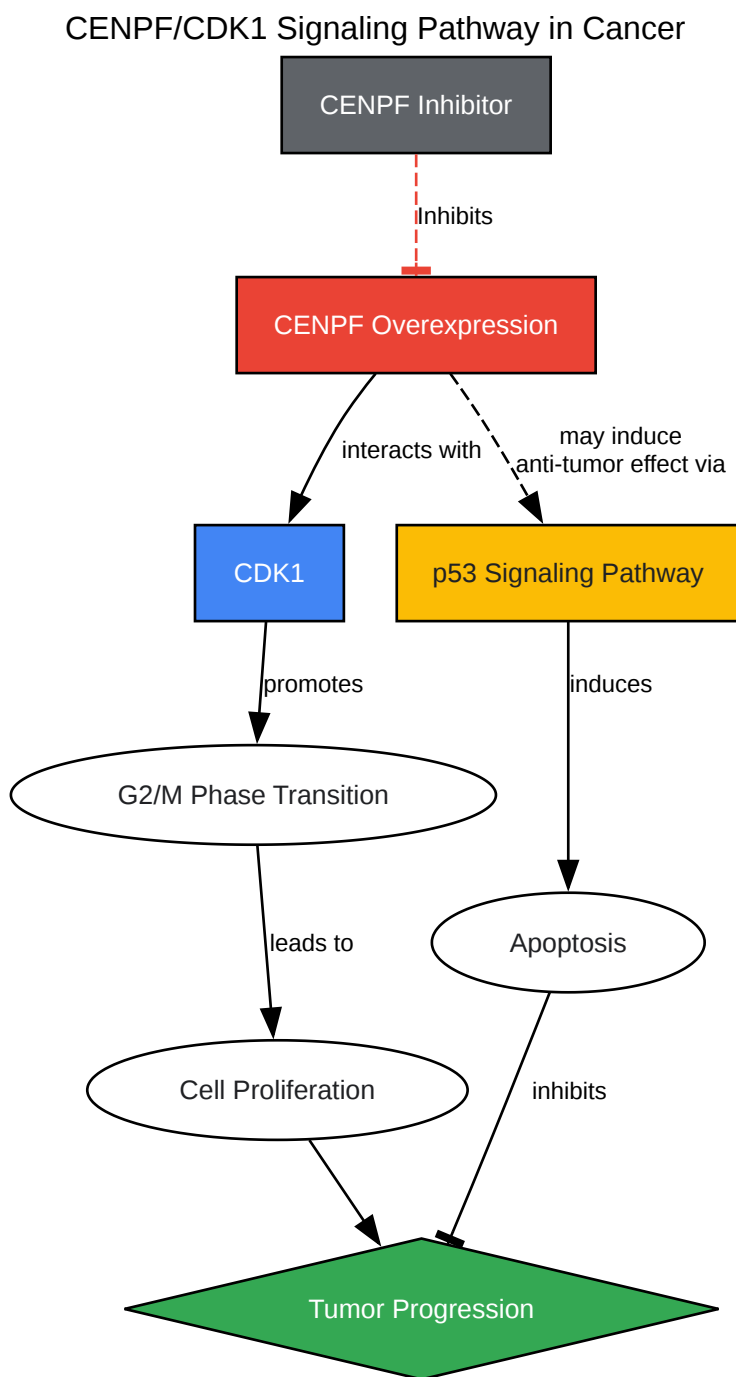 CENPF/CDK1 Signaling Pathway in Cancer
CENPF Inhibitor
Inhibits
CENPF Overexpression
interacts with
may induce
anti-tumor effect via
CDK1
p53 Signaling Pathway
promotes
induces
G2/M Phase Transition
leads to
Apoptosis
Cell Proliferation
inhibits
Tumor Progression